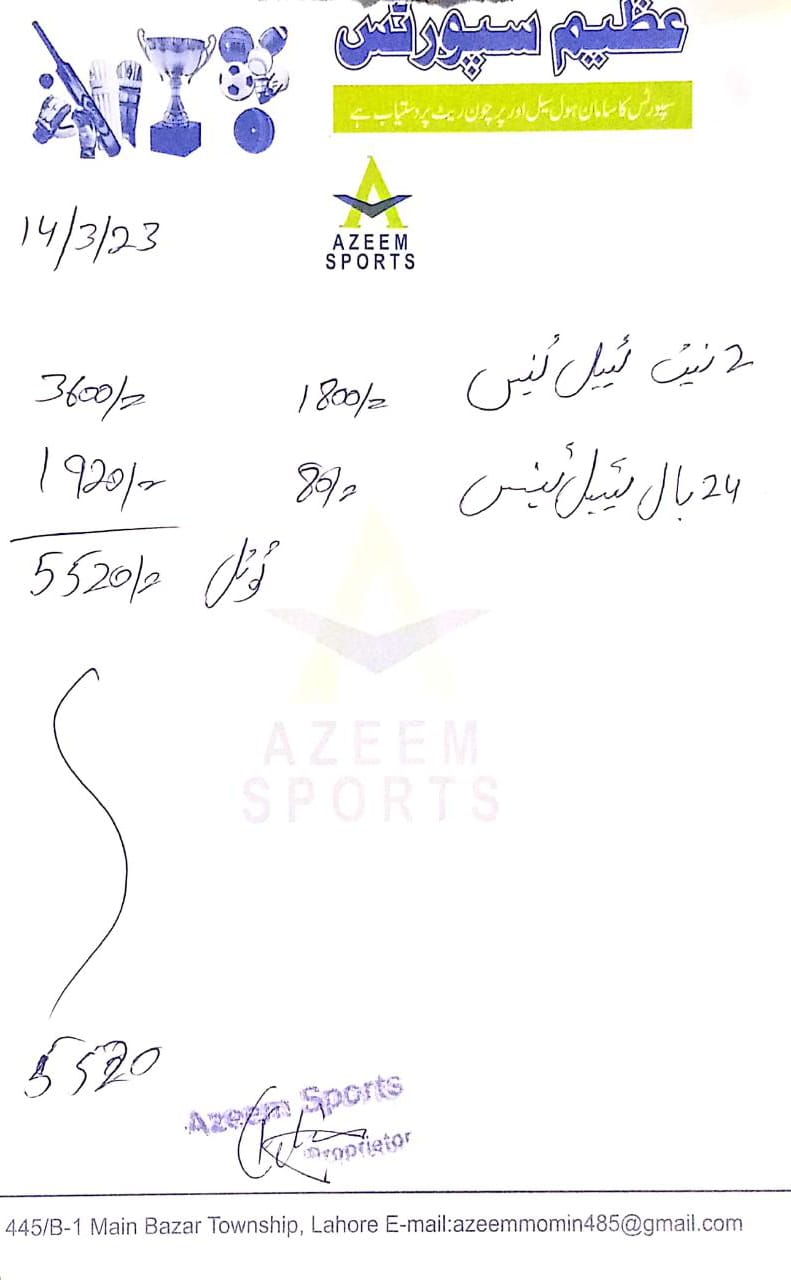 عظیم سپورٹس
سپورٹس کا سامان ہول سیل اور پرچون ریٹ پر دستیاب ہے
AZEEM
SPORTS
14/3/23
2 نیٹ ٹیبل ٹینس 1800/= 3600/=
24 بال ٹیبل ٹینس 80/= 1920/=
ٹوٹل 5520/=
AZEEM
SPORTS
5520
Azeem Sports
Proprietor
445/B-1 Main Bazar Township, Lahore E-mail:azeemmomin485@gmail.com